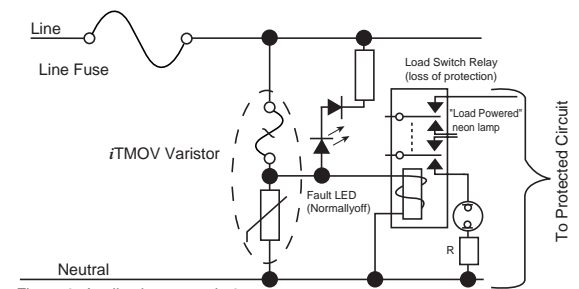 Line
Line Fuse
Load Switch Relay
(loss of protection)
"Load Powered"
neon lamp
iTMOV Varistor
Fault LED
(Normallyoff)
R
To Protected Circuit
Neutral